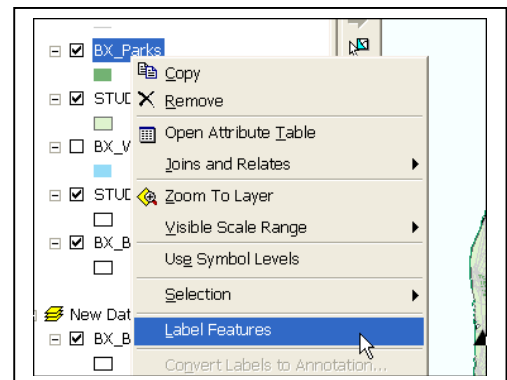 BX_Parks
Copy
STUD
Remove
Open Attribute Table
BX_V
Joins and Relates
STUD
Zoom To Layer
Visible Scale Range
BX_B
Use Symbol Levels
Selection
New Dat
Label Features
BX_B
Convert Labels to Annotation...